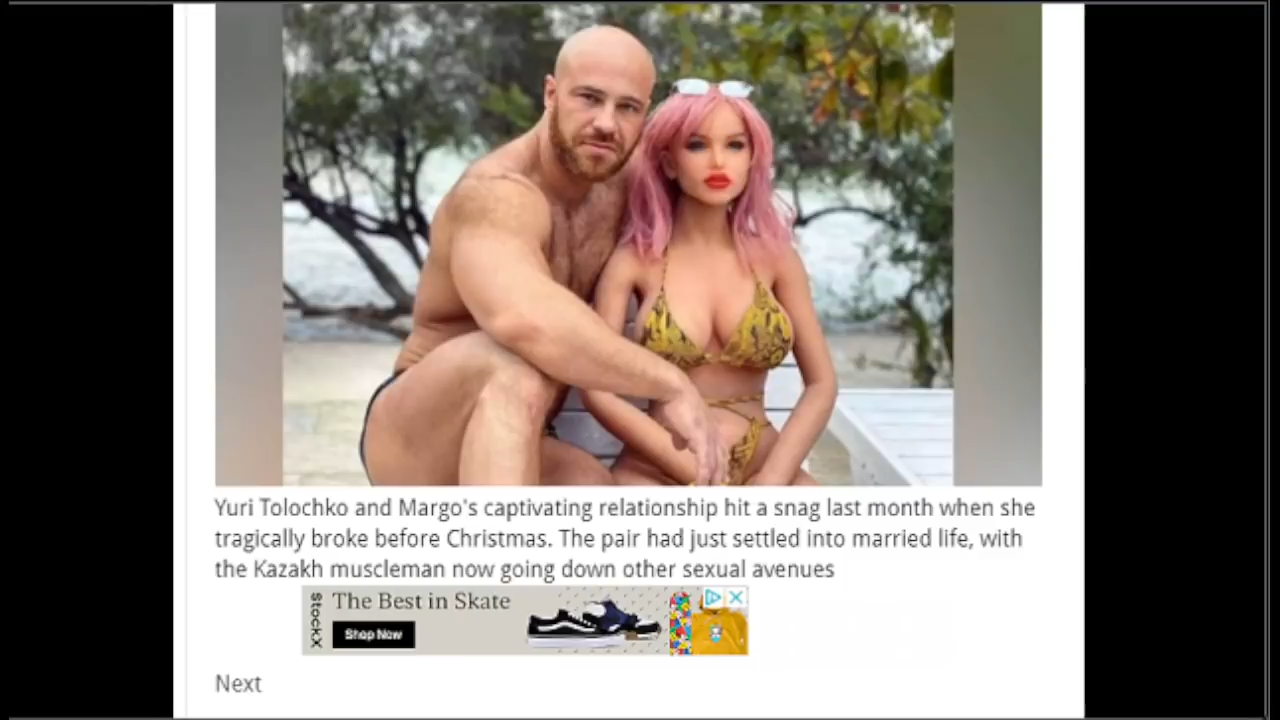 Yuri Tolochko and Margo's captivating relationship hit a snag last month when she
tragically broke before Christmas. The pair had just settled into married life, with
the Kazakh muscleman now going down other sexual avenues
StockX
The Best in Skate
Shop Now
Next